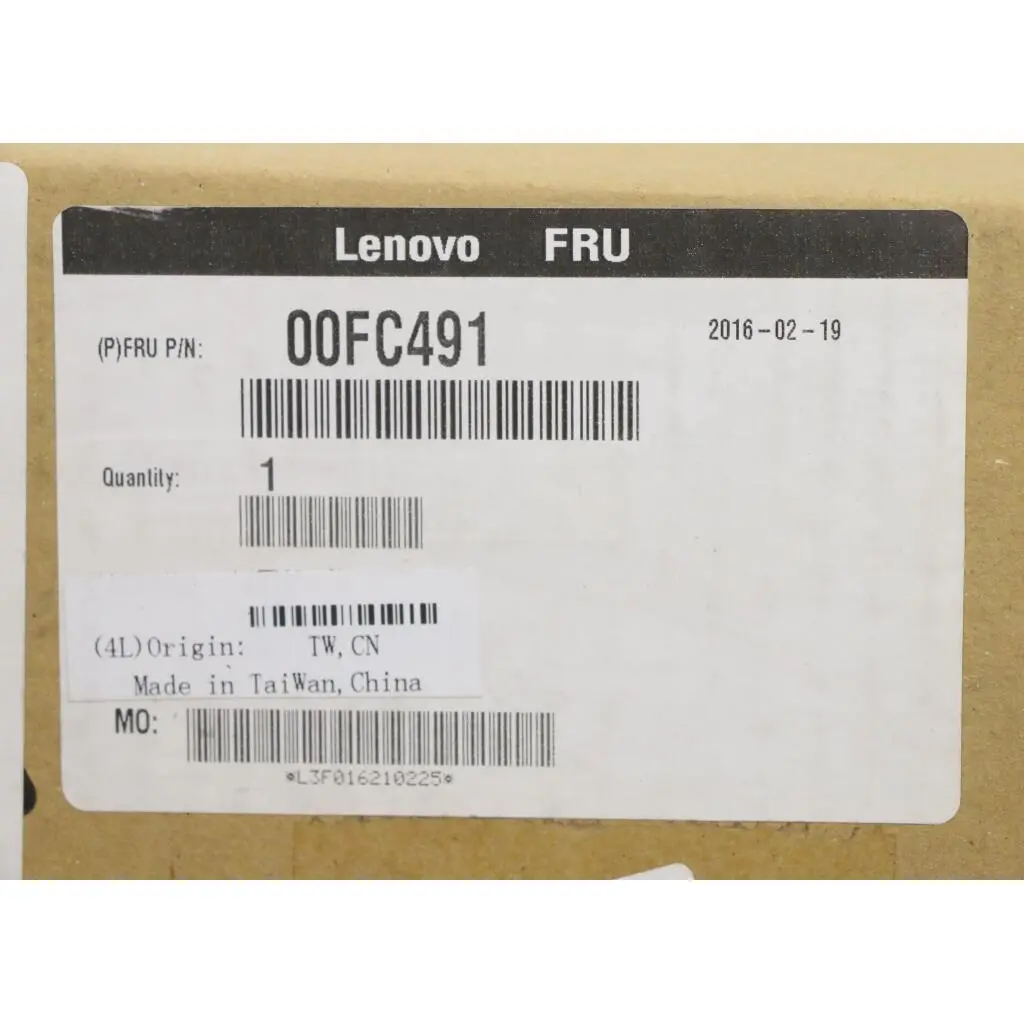 Lenovo FRU
(P)FRU P/N: 00FC491 2016-02-19
Quantity: 1
(4L)Origin: TW,CN
Made in TaiWan,China
MO:
*L3F016210225*